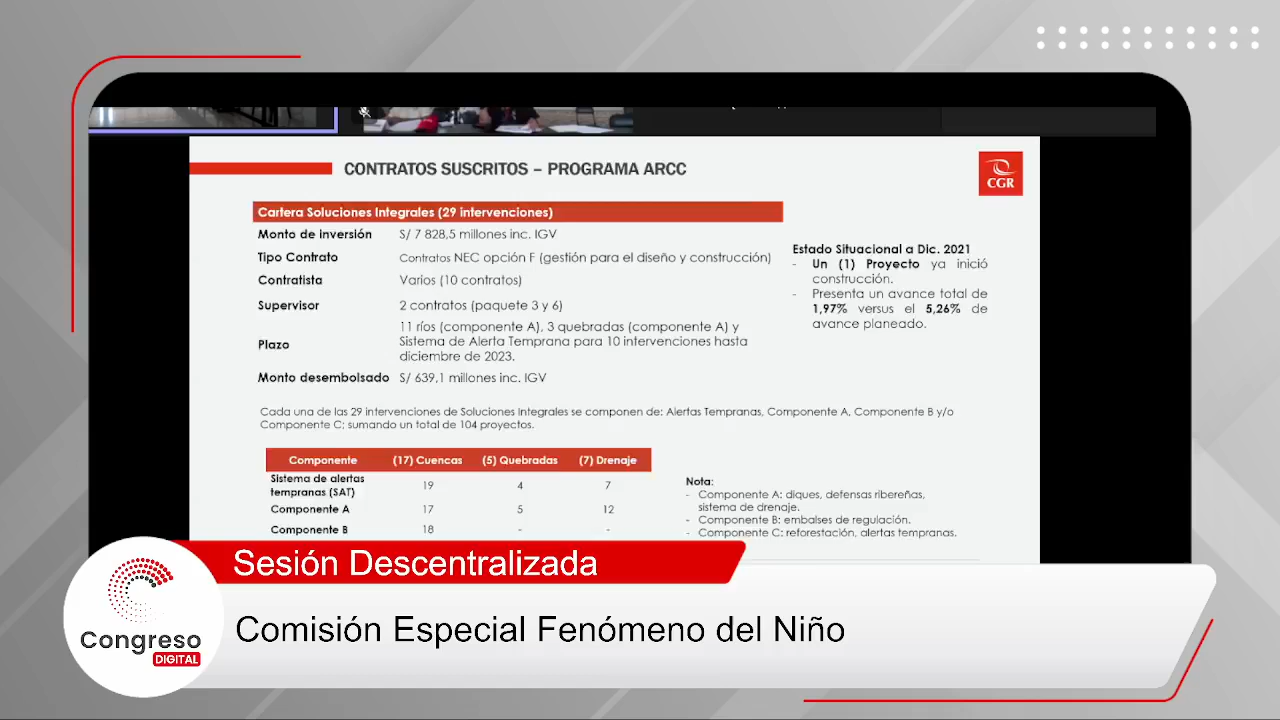 CONTRATOS SUSCRITOS – PROGRAMA ARCC
CGR
Cartera Soluciones Integrales (29 intervenciones)
Monto de inversión S/ 7 828,5 millones inc. IGV
Tipo Contrato Contratos NEC opción F (gestión para el diseño y construcción)
Contratista Varios (10 contratos)
Supervisor 2 contratos (paquete 3 y 6)
Plazo 11 ríos (componente A), 3 quebradas (componente A) y
Sistema de Alerta Temprana para 10 intervenciones hasta
diciembre de 2023.
Monto desembolsado S/ 639,1 millones inc. IGV
Estado Situacional a Dic. 2021
- Un (1) Proyecto ya inició
construcción.
- Presenta un avance total de
1,97% versus el 5,26% de
avance planeado.
Cada una de las 29 intervenciones de Soluciones Integrales se componen de: Alertas Tempranas, Componente A, Componente B y/o
Componente C; sumando un total de 104 proyectos.
Componente (17) Cuencas (5) Quebradas (7) Drenaje
Sistema de alertas
tempranas (SAT) 19 4 7
Componente A 17 5 12
Componente B 18 - -
Nota:
- Componente A: diques, defensas ribereñas,
sistema de drenaje.
- Componente B: embalses de regulación.
- Componente C: reforestación, alertas tempranas.
Sesión Descentralizada
Comisión Especial Fenómeno del Niño
Congreso
DIGITAL